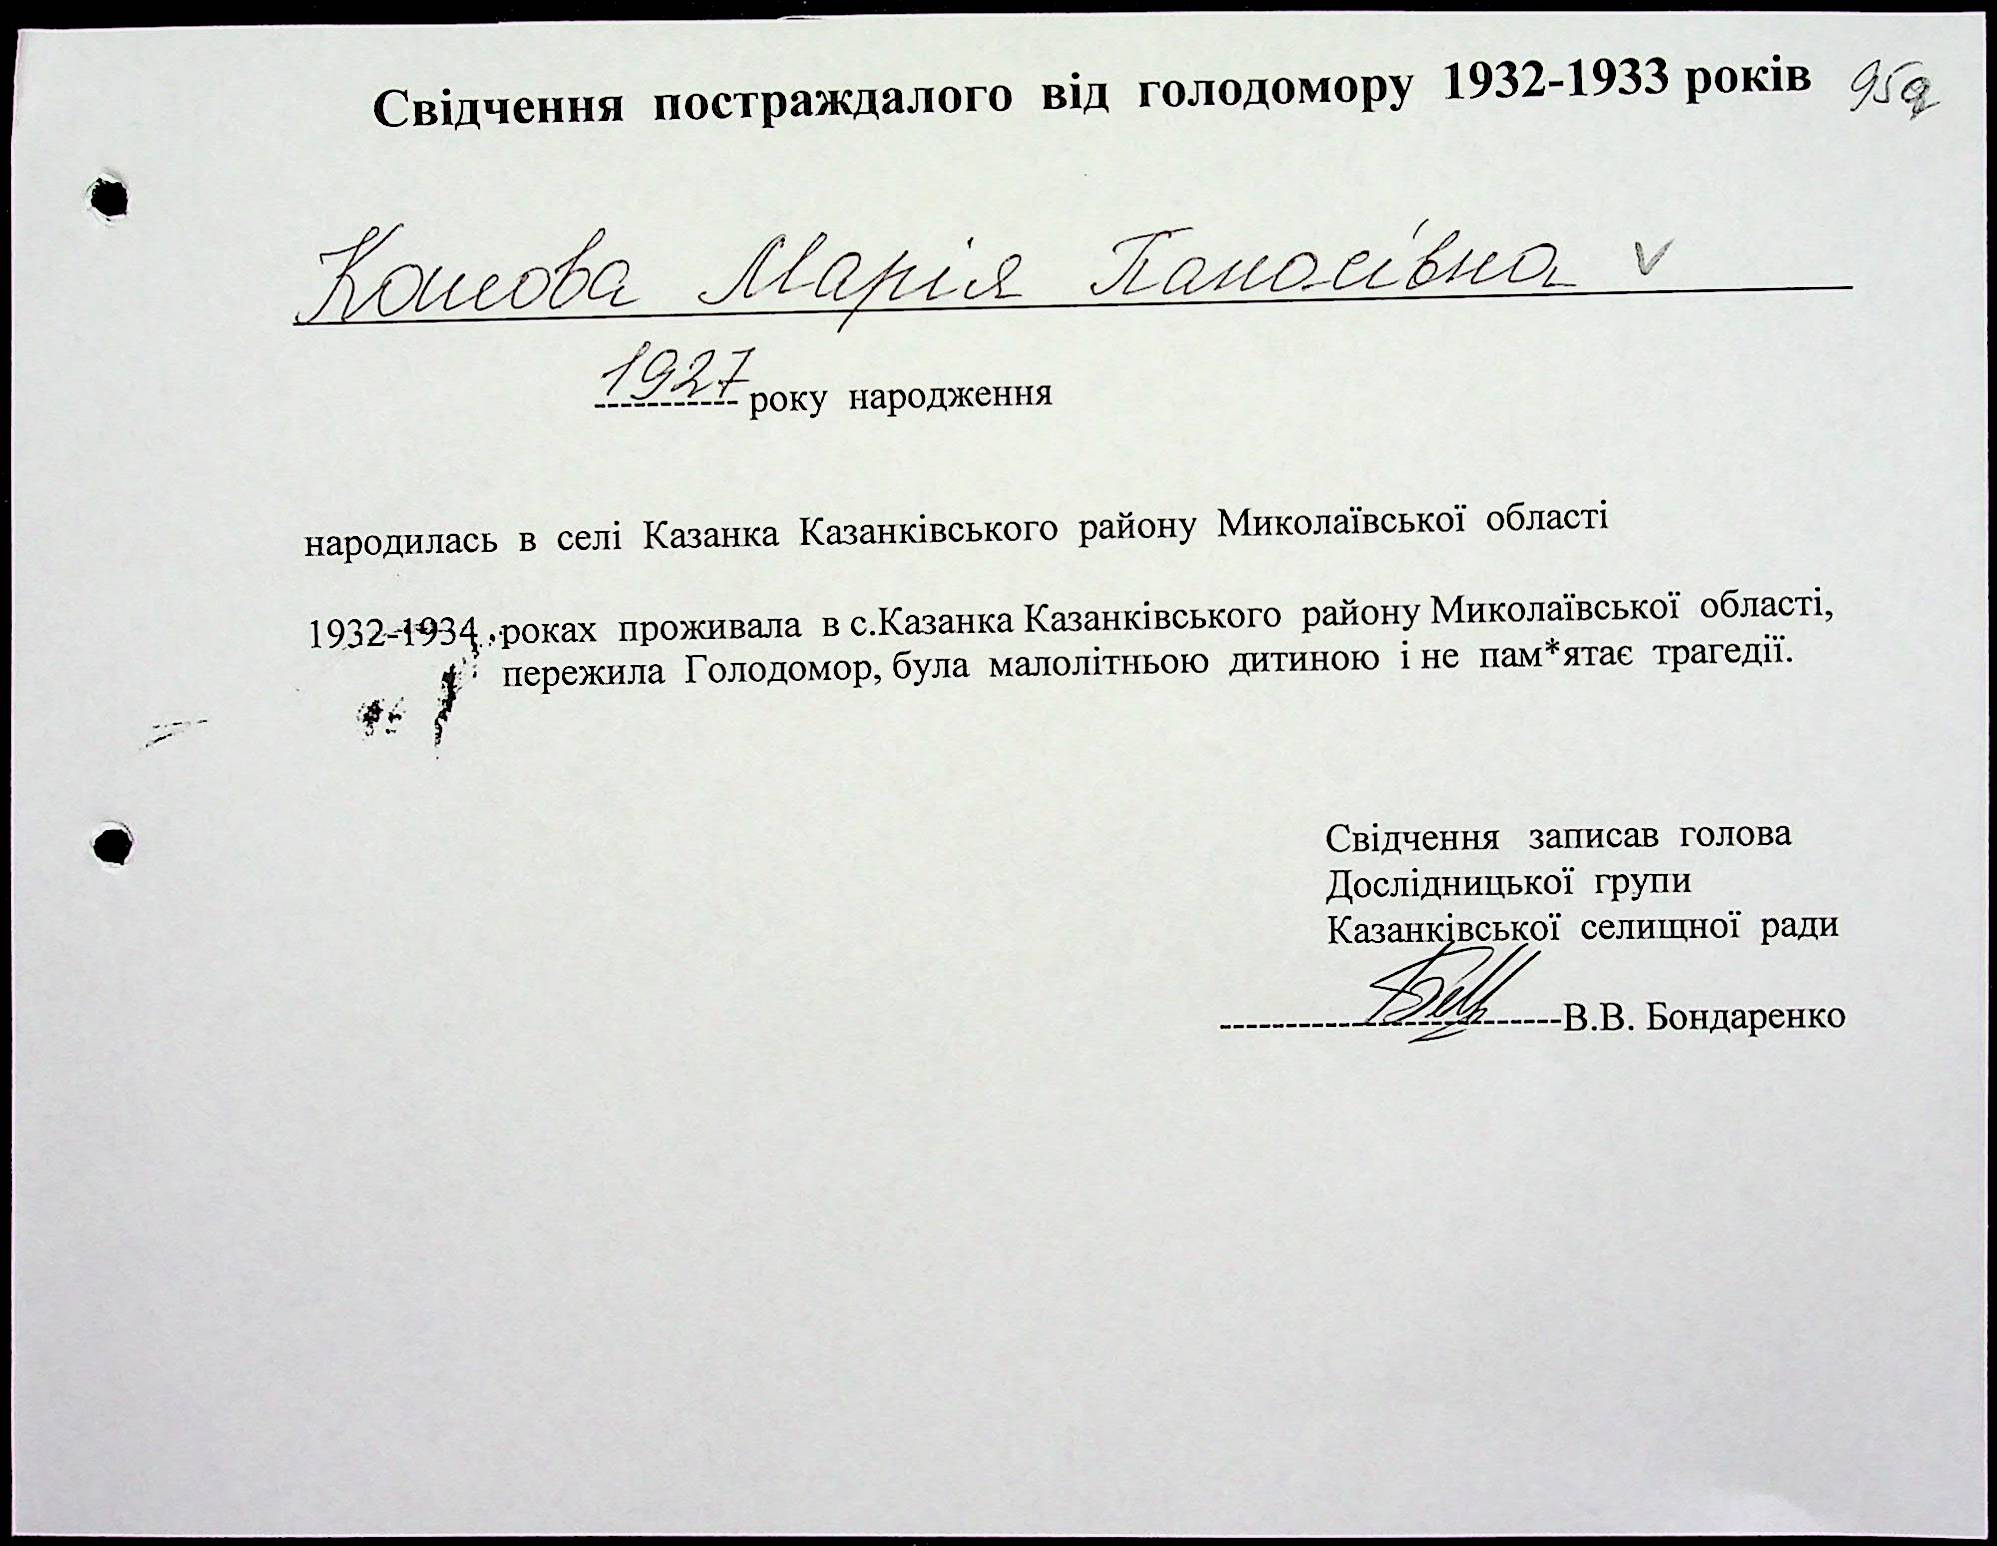 Свідчення постраждалого від голодомору 1932-1933 років 95
Марія Панасівна v
1927 року народження
народилась в селі Казанка Казанківського району Миколаївської області
1932-1934 роках проживала в с.Казанка Казанківського району Миколаївської області,
пережила Голодомор, була малолітньою дитиною і не пам*ятає трагедії.
Свідчення записав голова
Дослідницької групи
Казанківської селищної ради
В.В. Бондаренко